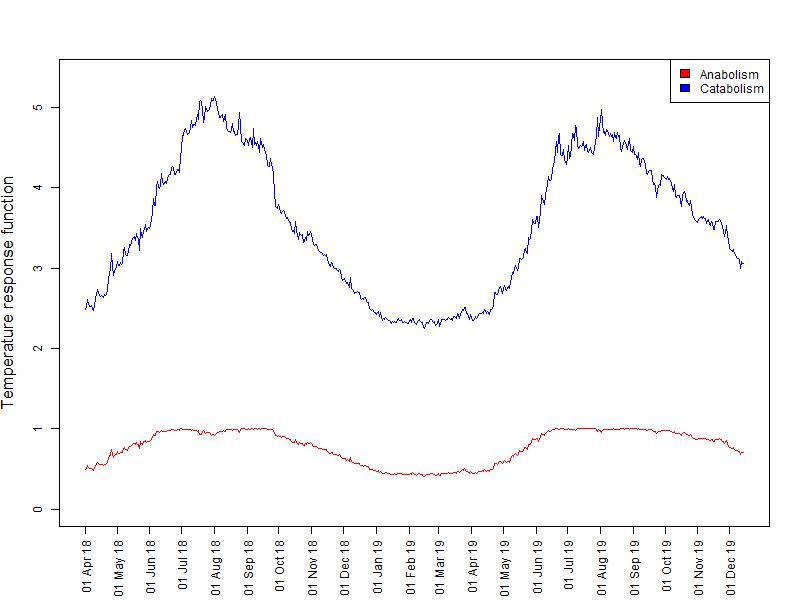 Anabolism
Catabolism
Temperature response function
5
4
3
2
1
0
01 Apr 18
01 May 18
01 Jun 18
01 Jul 18
01 Aug 18
01 Sep 18
01 Oct 18
01 Nov 18
01 Dec 18
01 Jan 19
01 Feb 19
01 Mar 19
01 Apr 19
01 May 19
01 Jun 19
01 Jul 19
01 Aug 19
01 Sep 19
01 Oct 19
01 Nov 19
01 Dec 19